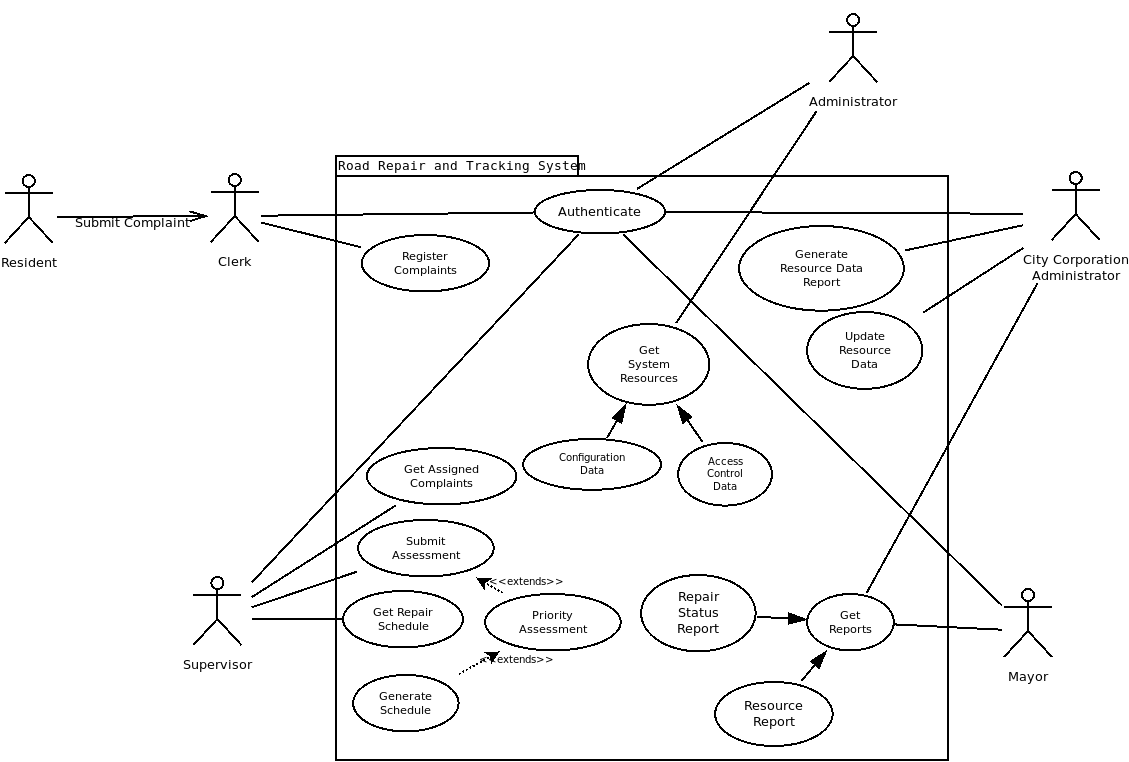 Administrator
Road Repair and Tracking System
Resident
Submit Complaint
Clerk
Authenticate
City Corporation
Administrator
Register
Complaints
Generate
Resource Data
Report
Update
Resource
Data
Get
System
Resources
Configuration
Data
Access
Control
Data
Get Assigned
Complaints
Submit
Assessment
<<extends>>
Get Repair
Schedule
Priority
Assessment
<<extends>>
Generate
Schedule
Supervisor
Repair
Status
Report
Get
Reports
Resource
Report
Mayor